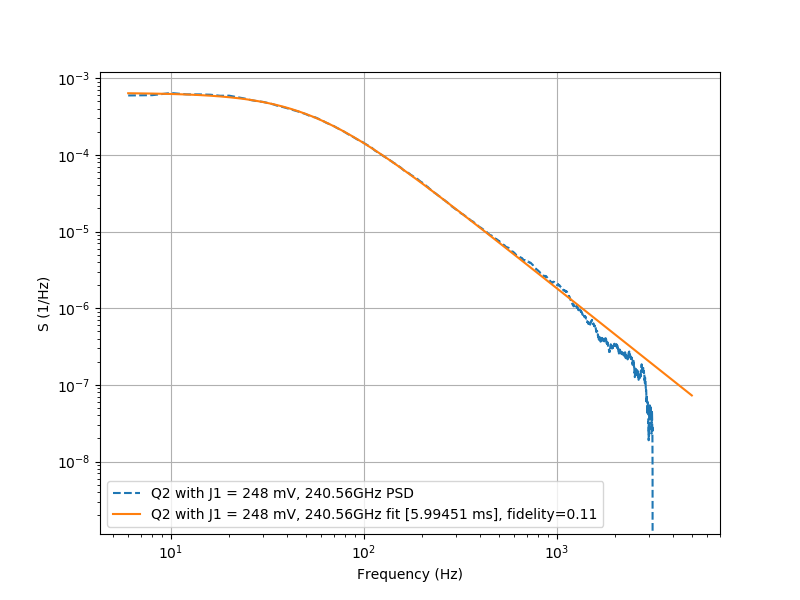 10⁻³
10⁻⁴
10⁻⁵
10⁻⁶
10⁻⁷
10⁻⁸
S (1/Hz)
Q2 with J1 = 248 mV, 240.56GHz PSD
Q2 with J1 = 248 mV, 240.56GHz fit [5.99451 ms], fidelity=0.11
10¹ 10² 10³
Frequency (Hz)